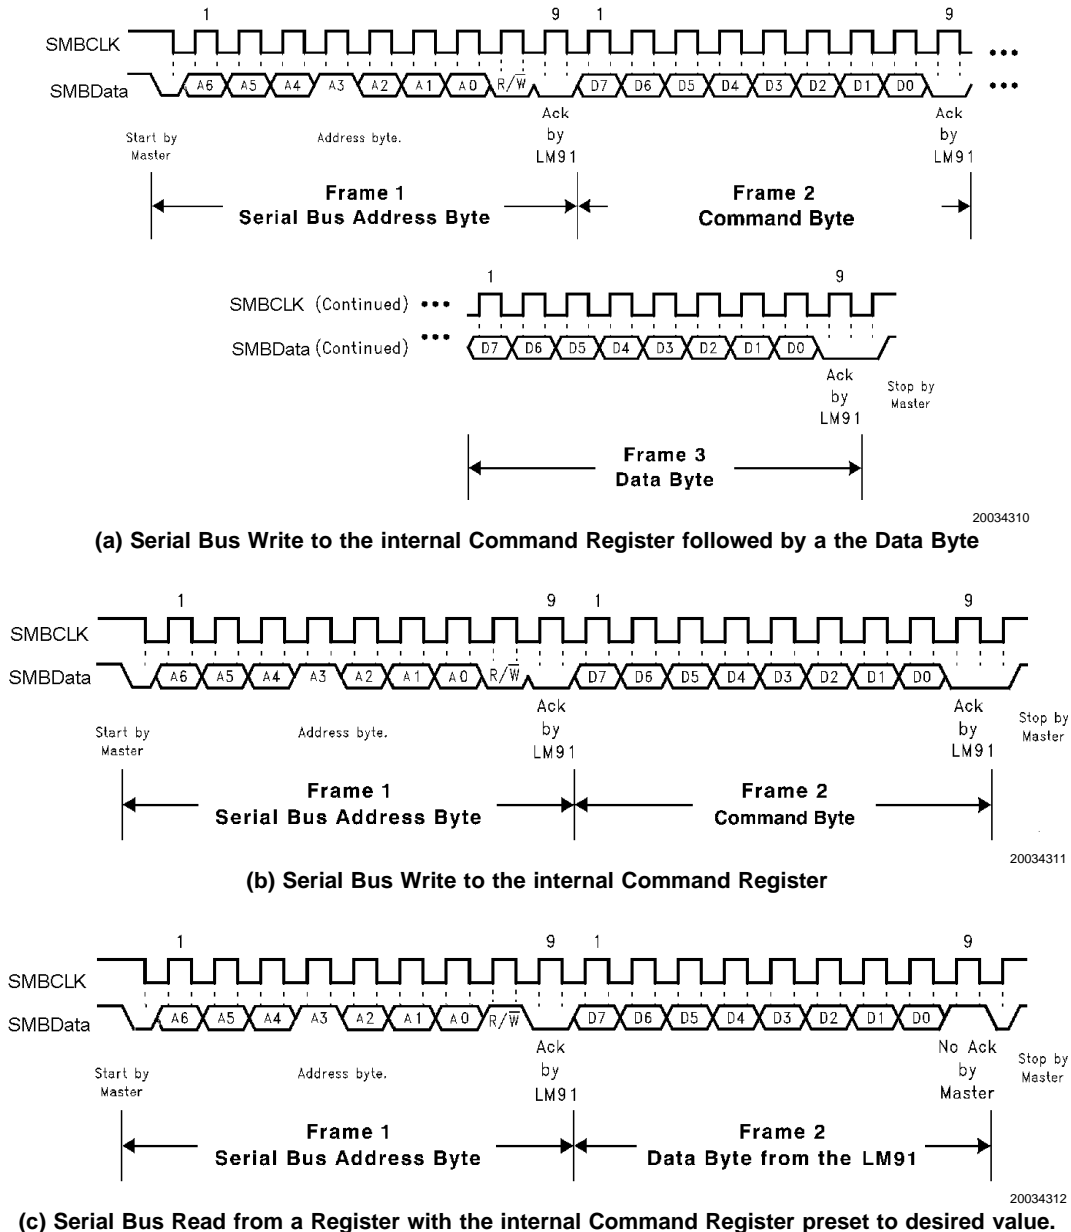 1 9 1 9
SMBCLK •••
SMBData A6 A5 A4 A3 A2 A1 A0 R/W̅ D7 D6 D5 D4 D3 D2 D1 D0 •••
Start by
Master
Address byte.
Ack
by
LM91
Ack
by
LM91
Frame 1
Serial Bus Address Byte
Frame 2
Command Byte
1 9
SMBCLK (Continued) •••
SMBData (Continued) ••• D7 D6 D5 D4 D3 D2 D1 D0
Ack
by
LM91
Stop by
Master
Frame 3
Data Byte
20034310
(a) Serial Bus Write to the internal Command Register followed by a the Data Byte
1 9 1 9
SMBCLK
SMBData A6 A5 A4 A3 A2 A1 A0 R/W̅ D7 D6 D5 D4 D3 D2 D1 D0
Start by
Master
Address byte.
Ack
by
LM91
Ack
by
LM91
Stop by
Master
Frame 1
Serial Bus Address Byte
Frame 2
Command Byte
20034311
(b) Serial Bus Write to the internal Command Register
1 9 1 9
SMBCLK
SMBData A6 A5 A4 A3 A2 A1 A0 R/W̅ D7 D6 D5 D4 D3 D2 D1 D0
Start by
Master
Address byte.
Ack
by
LM91
No Ack
by
Master
Stop by
Master
Frame 1
Serial Bus Address Byte
Frame 2
Data Byte from the LM91
20034312
(c) Serial Bus Read from a Register with the internal Command Register preset to desired value.